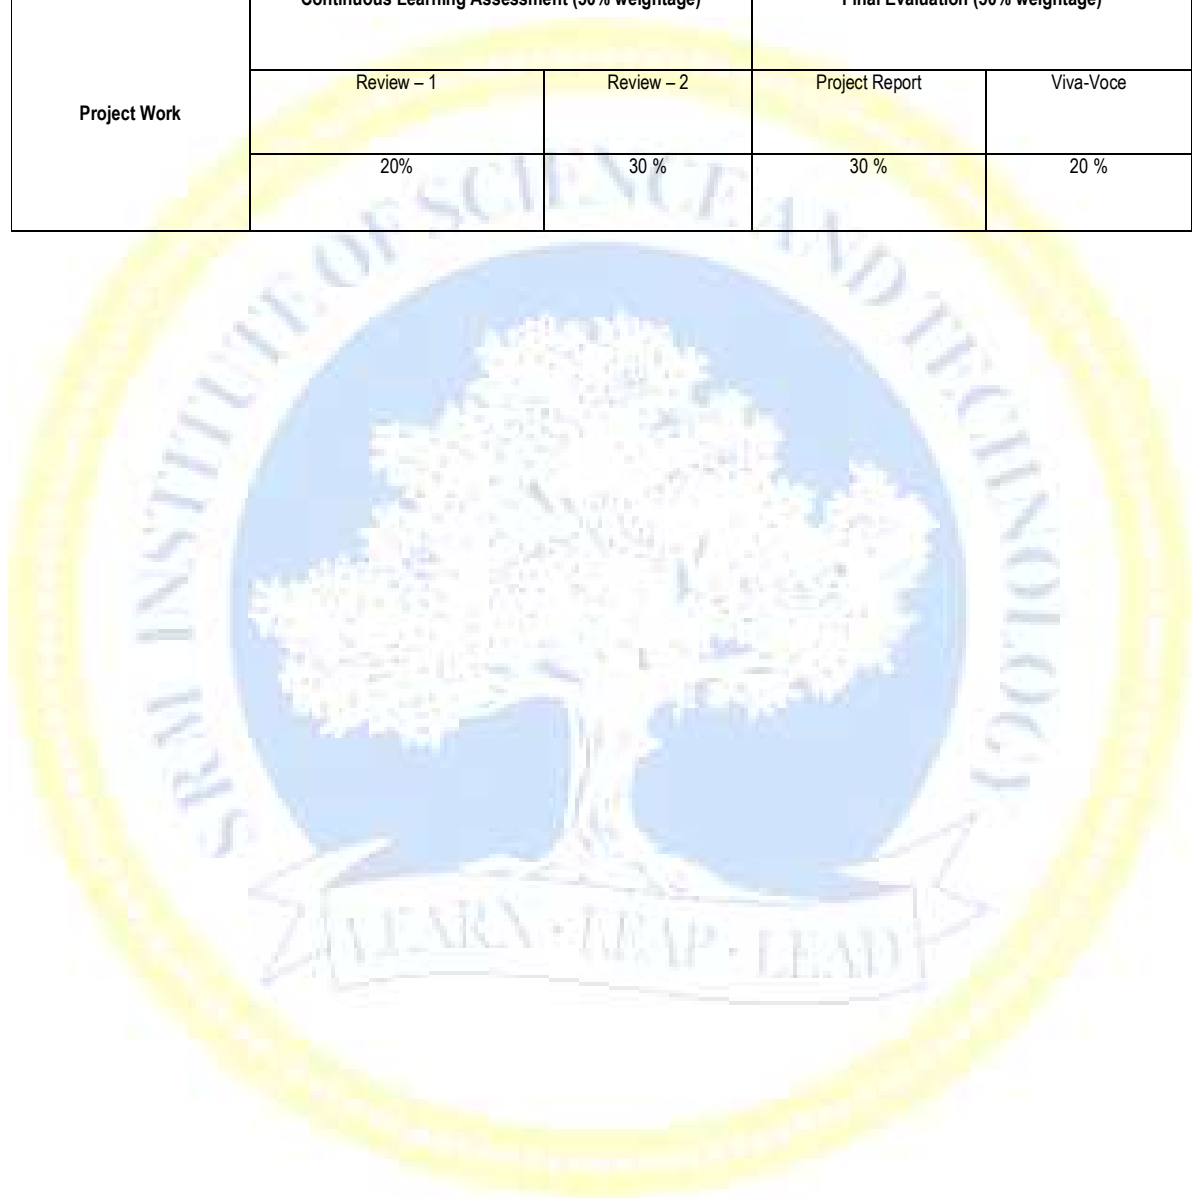 Continuous Learning Assessment (50% weightage) Final Evaluation (50% weightage)
Project Work
Review – 1 Review – 2 Project Report Viva-Voce
20% 30 % 30 % 20 %
SRM INSTITUTE OF SCIENCE AND TECHNOLOGY
LEARN · LEAP · LEAD